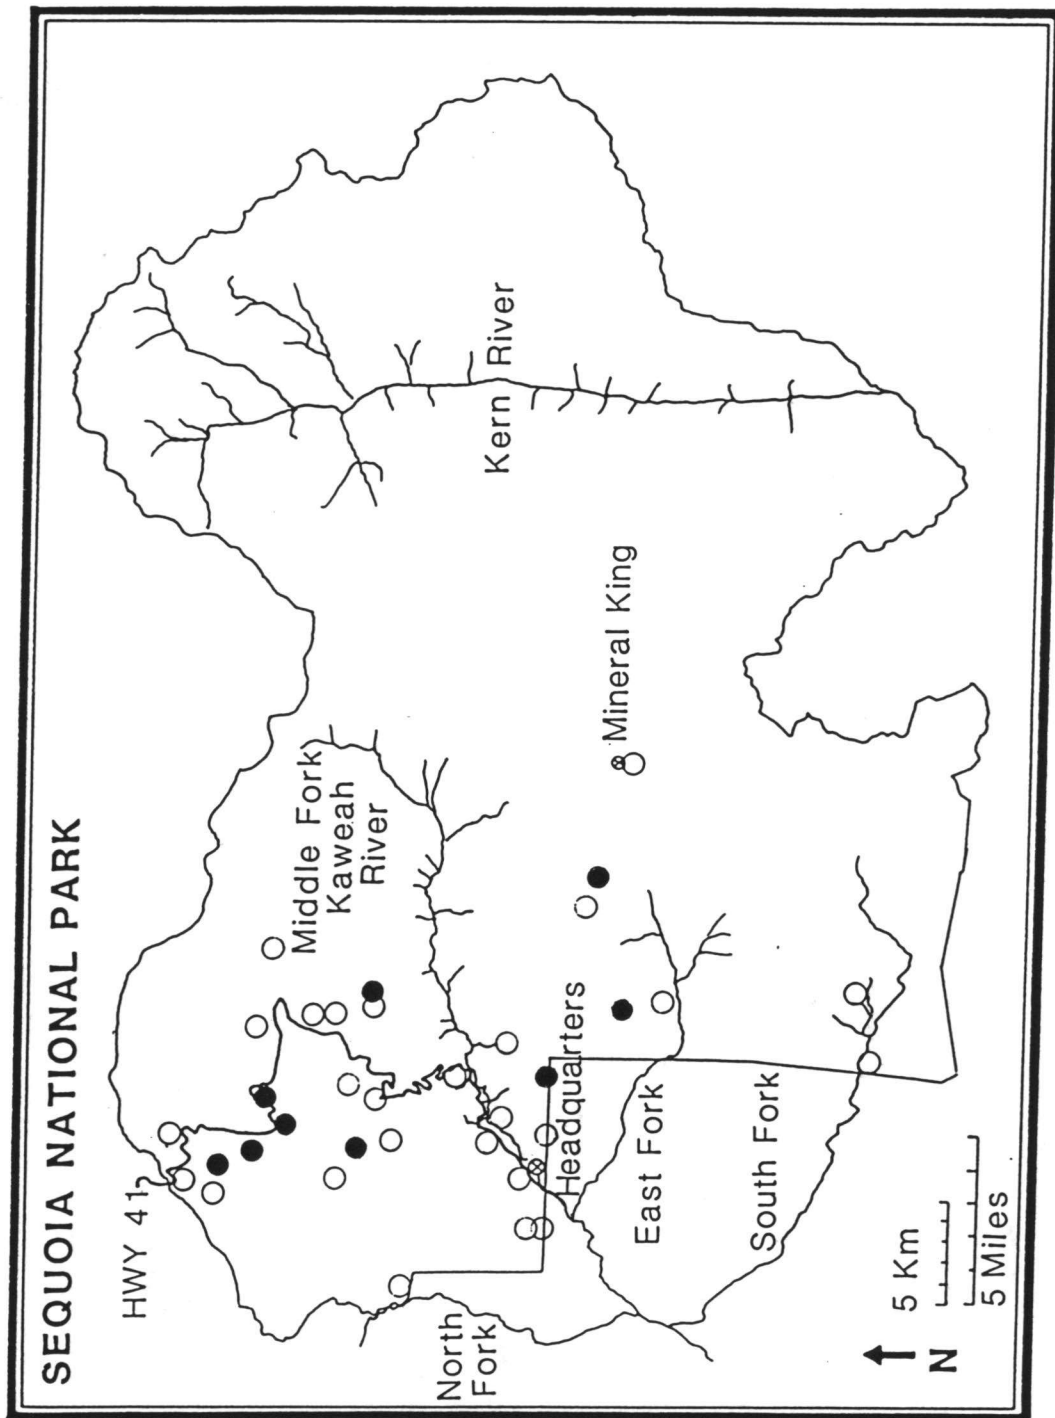 SEQUOIA NATIONAL PARK
HWY 41
Middle Fork
Kaweah
River
Kern River
Mineral King
North
Fork
Headquarters
East Fork
South Fork
N
5 Km
5 Miles